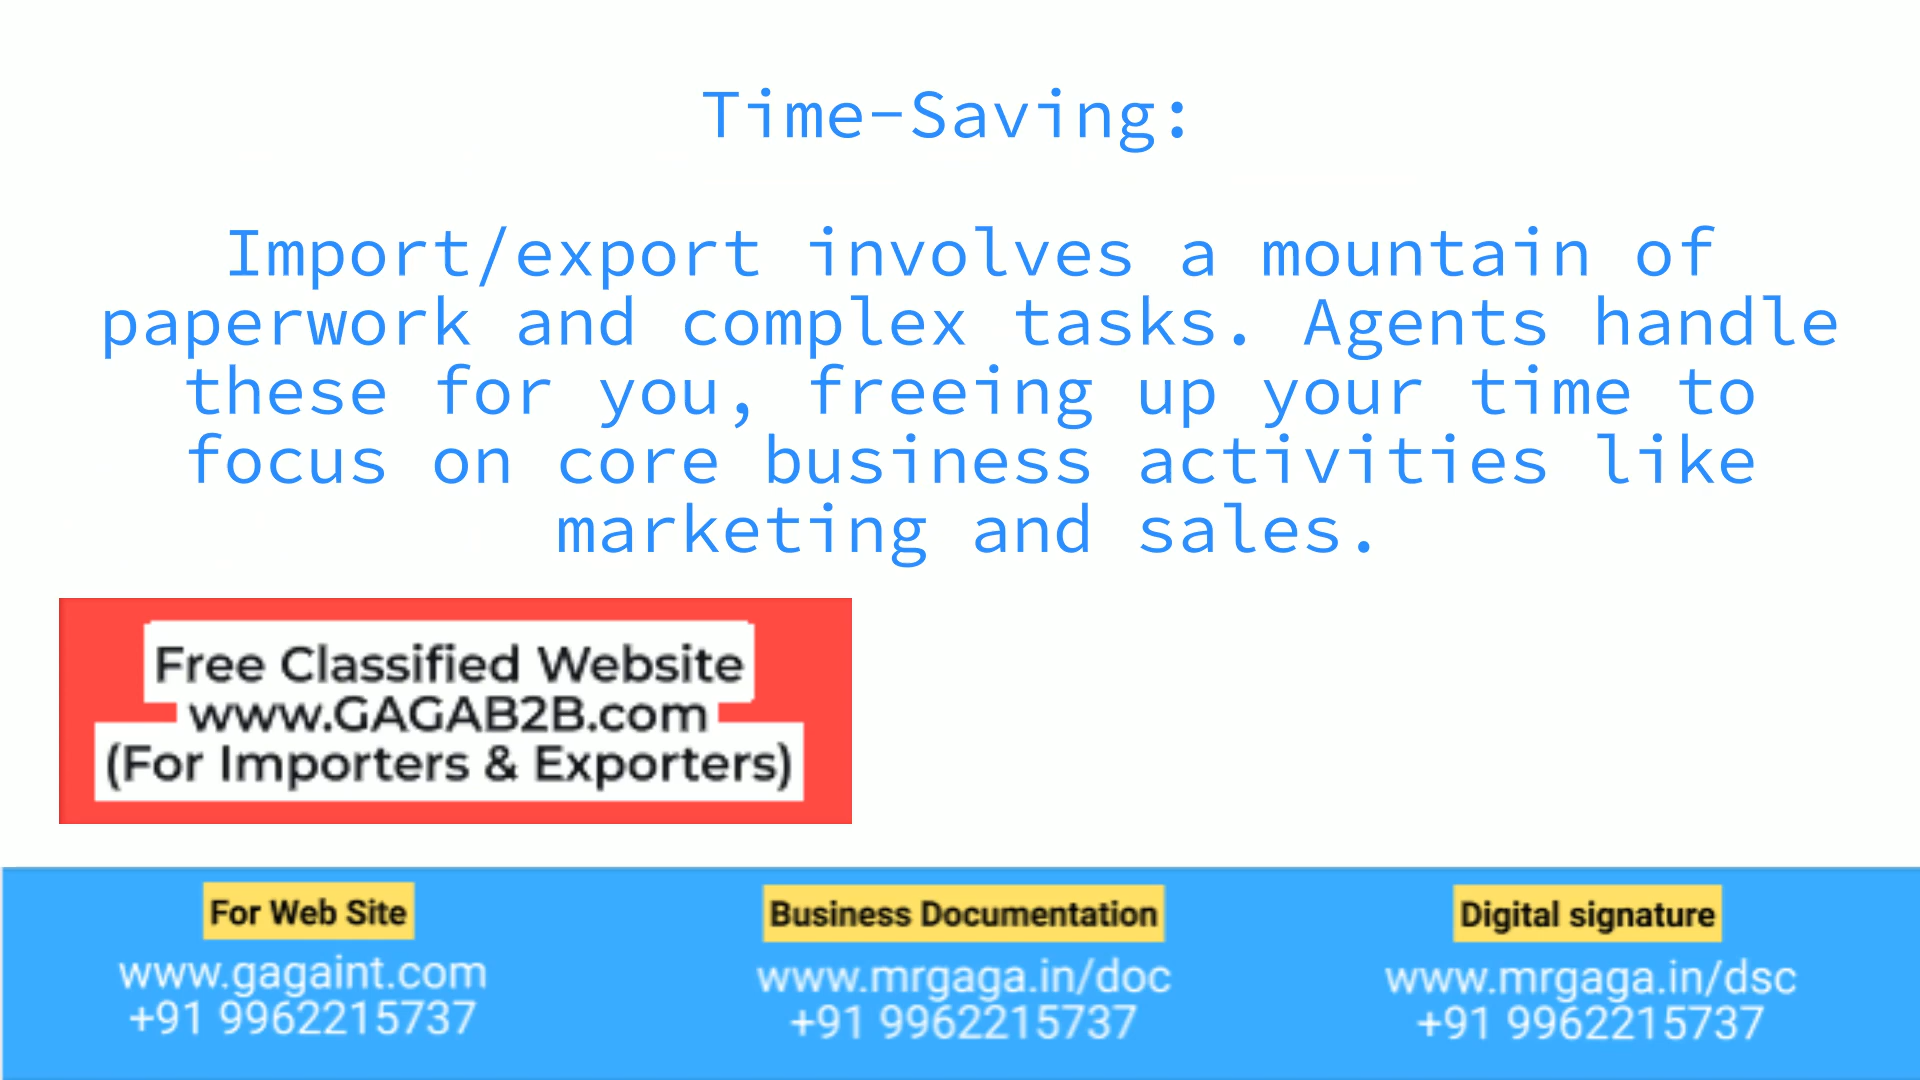 Time-Saving:
Import/export involves a mountain of
paperwork and complex tasks. Agents handle
these for you, freeing up your time to
focus on core business activities like
marketing and sales.
Free Classified Website
www.GAGAB2B.com
(For Importers & Exporters)
For Web Site
www.gagaint.com
+91 9962215737
Business Documentation
www.mrgaga.in/doc
+91 9962215737
Digital signature
www.mrgaga.in/dsc
+91 9962215737